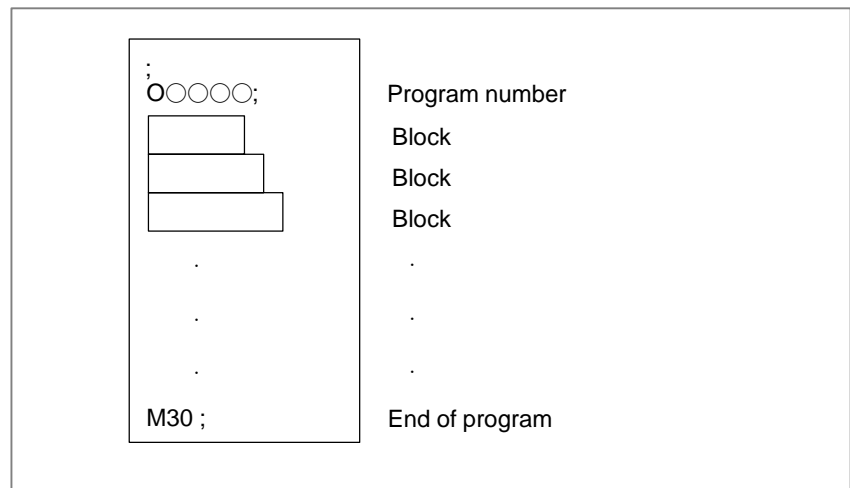 ;
O○○○○; Program number
Block
Block
Block
. .
. .
. .
M30 ; End of program